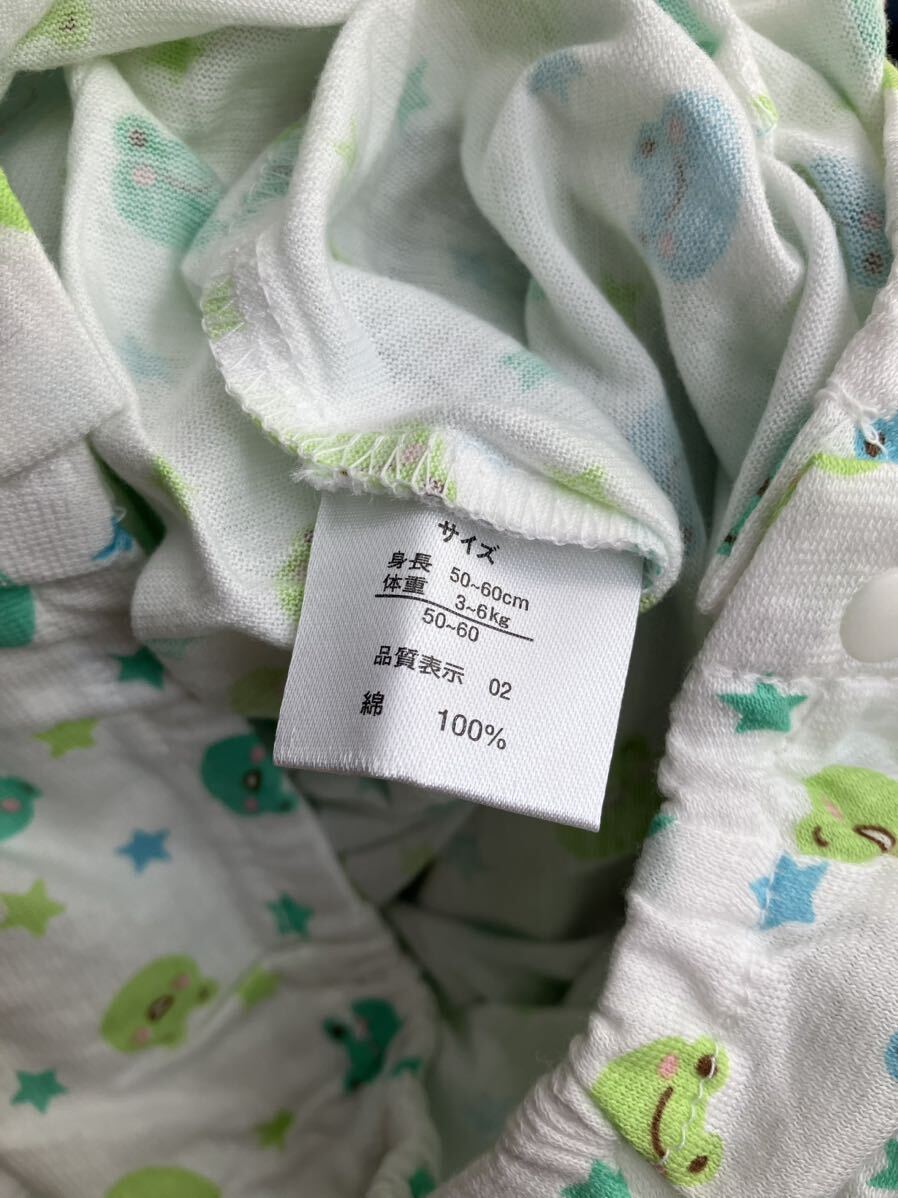 サイズ
身長 50~60cm
体重 3~6kg
50~60
品質表示 02
綿 100%